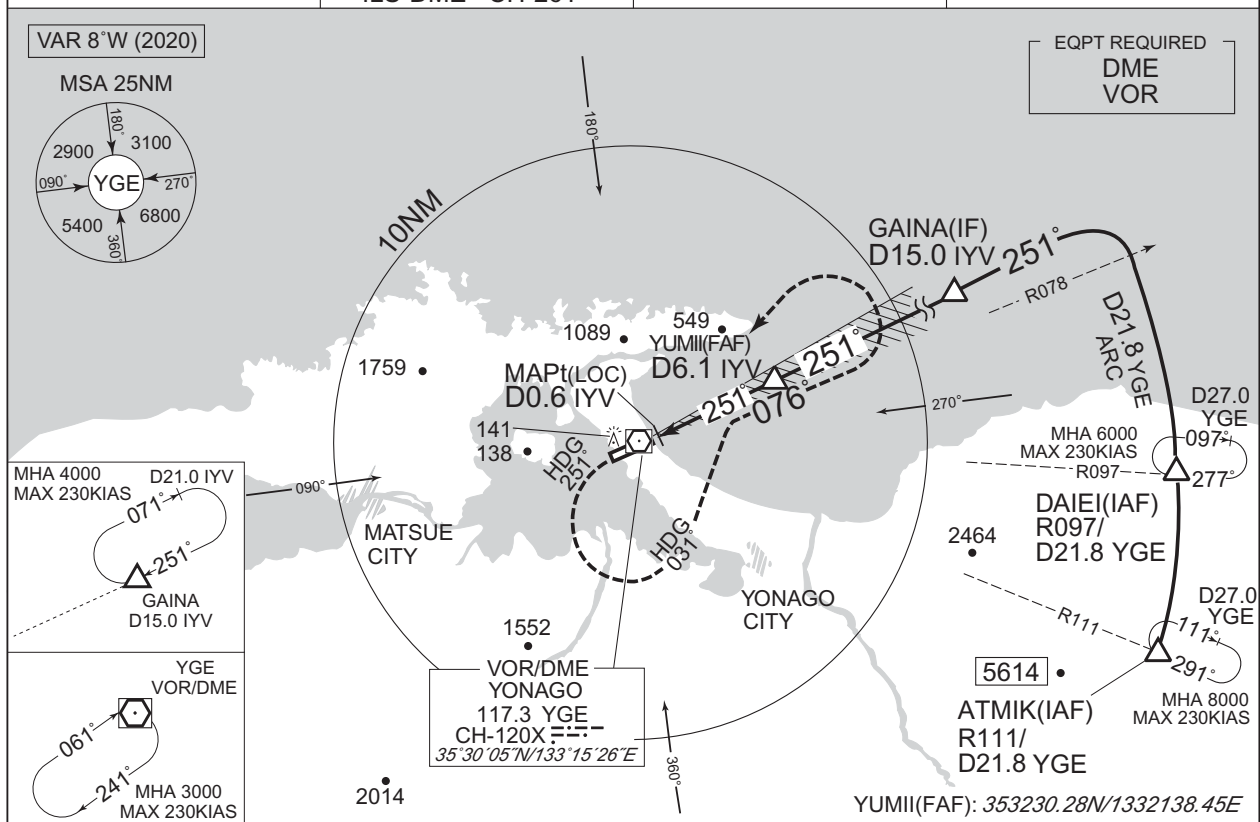 VAR 8˚W (2020)
MSA 25NM
180˚
2900
3100
090˚
YGE
270˚
5400
6800
360˚
EQPT REQUIRED
DME
VOR
180˚
10NM
GAINA(IF)
D15.0 IYV
251˚
R078
D21.8 YGE
ARC
1089
549
YUMII(FAF)
D6.1 IYV
251˚
1759
MAPt(LOC)
D0.6 IYV
251˚
076˚
270˚
141
138
HDG
251˚
HDG
031˚
D27.0
YGE
MHA 6000
MAX 230KIAS
097˚
R097
277˚
DAIEI(IAF)
R097/
D21.8 YGE
090˚
MATSUE
CITY
2464
YONAGO
CITY
R111
D27.0
YGE
111˚
291˚
MHA 8000
MAX 230KIAS
5614
ATMIK(IAF)
R111/
D21.8 YGE
MHA 4000
MAX 230KIAS
D21.0 IYV
071˚
251˚
GAINA
D15.0 IYV
YGE
VOR/DME
061˚
241˚
MHA 3000
MAX 230KIAS
1552
VOR/DME
YONAGO
117.3 YGE
CH-120X
35˚30´05˝N/133˚15´26˝E
360˚
2014
YUMII(FAF): 353230.28N/1332138.45E